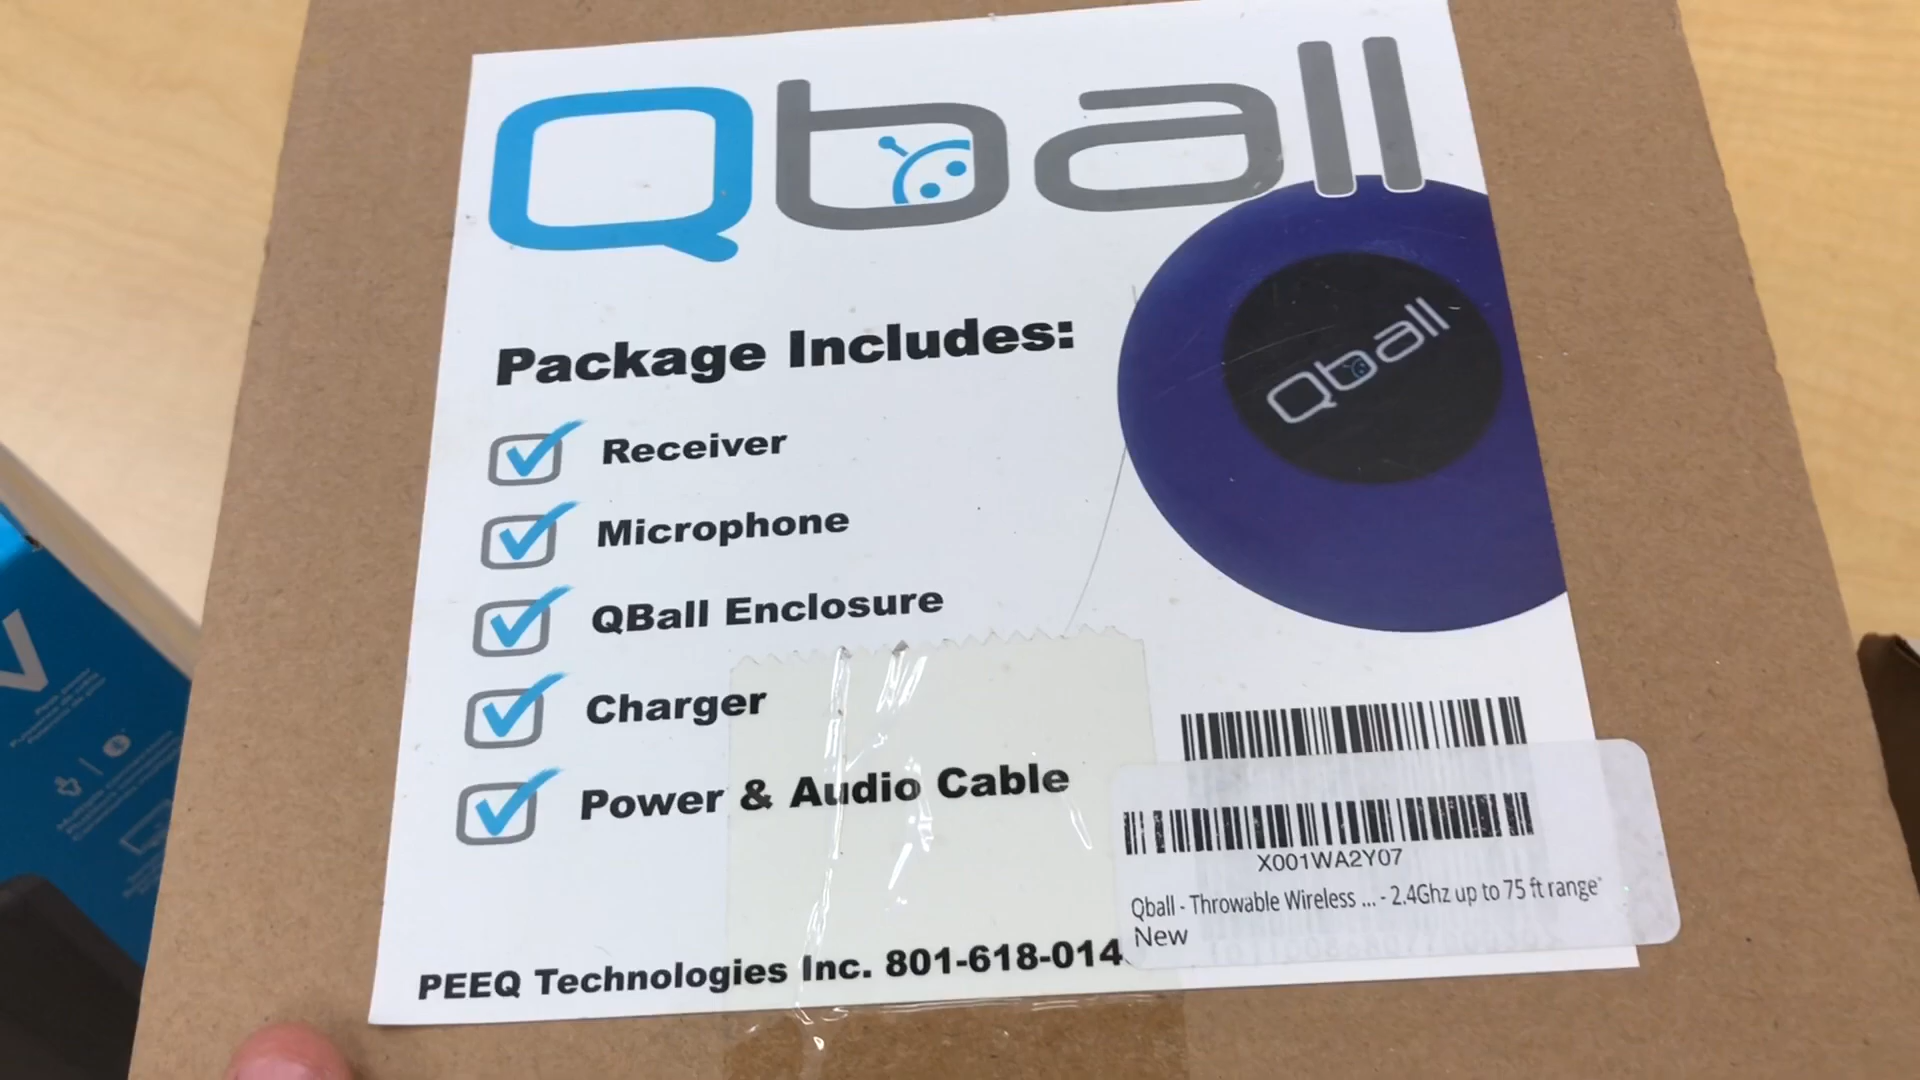 Qball
Package Includes:
Qball
Receiver
Microphone
QBall Enclosure
Charger
Power & Audio Cable
X001WA2Y07
Qball - Throwable Wireless ... - 2.4Ghz up to 75 ft range"
New
PEEQ Technologies Inc. 801-618-014